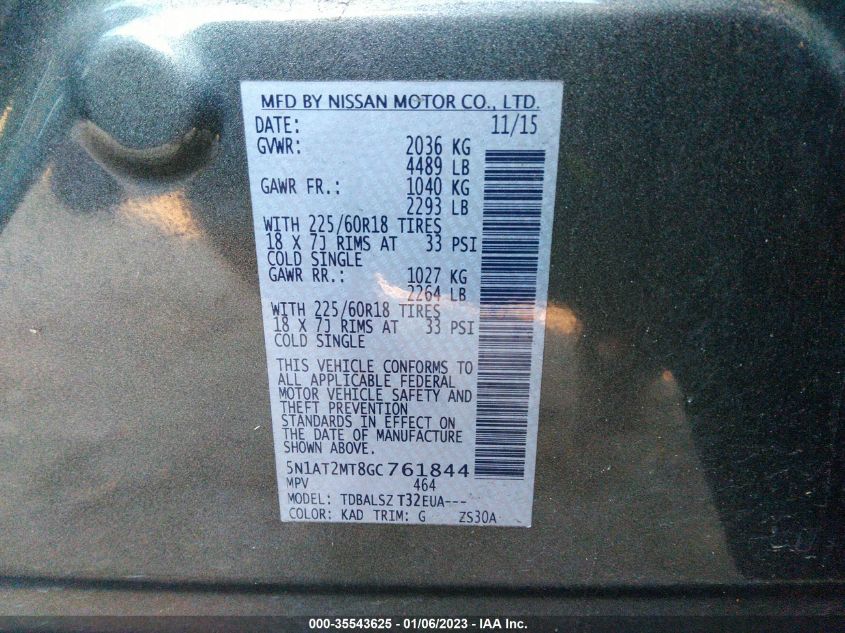 MFD BY NISSAN MOTOR CO., LTD.
DATE: 11/15
GVWR: 2036 KG
4489 LB
GAWR FR.: 1040 KG
2293 LB
WITH 225/60R18 TIRES
18 X 7J RIMS AT 33 PSI
COLD SINGLE
GAWR RR.: 1027 KG
2264 LB
WITH 225/60R18 TIRES
18 X 7J RIMS AT 33 PSI
COLD SINGLE
THIS VEHICLE CONFORMS TO
ALL APPLICABLE FEDERAL
MOTOR VEHICLE SAFETY AND
THEFT PREVENTION
STANDARDS IN EFFECT ON
THE DATE OF MANUFACTURE
SHOWN ABOVE.
5N1AT2MT8GC761844
MPV 464
MODEL: TDBALSZ T32EUA---
COLOR: KAD TRIM: G ZS30A
000-35543625 - 01/06/2023 - IAA Inc.